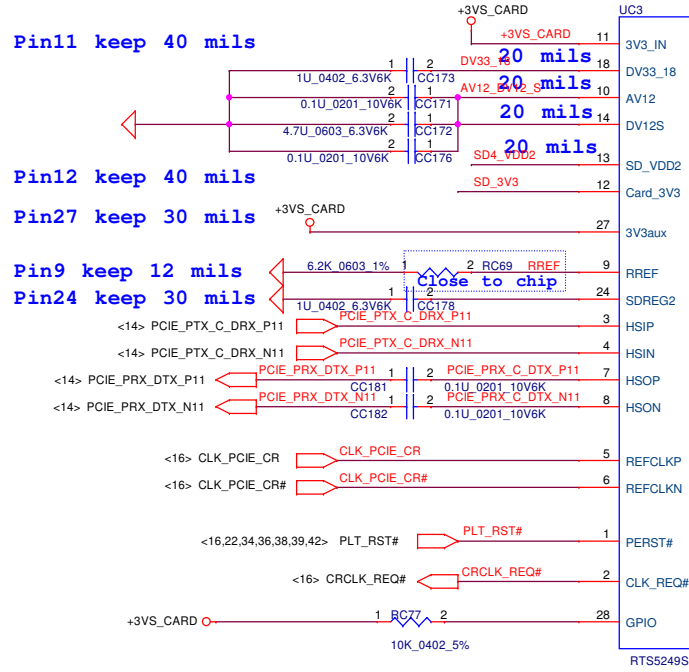 +3VS_CARD
UC3
Pin11 keep 40 mils
+3VS_CARD 11 3V3_IN
20 mils
1 2 DV33_18 18 DV33_18
1U_0402_6.3V6K CC173
20 mils
2 1 AV12_DV12_S 10 AV12
0.1U_0201_10V6K CC171
20 mils
2 1 14 DV12S
4.7U_0603_6.3V6K CC172
20 mils
2 1 SD4_VDD2 13 SD_VDD2
0.1U_0201_10V6K CC176
Pin12 keep 40 mils
SD_3V3 12 Card_3V3
+3VS_CARD
Pin27 keep 30 mils
27 3V3aux
Pin9 keep 12 mils
6.2K_0603_1% 1 2 RC69 RREF 9 RREF
Close to chip
Pin24 keep 30 mils
1 2 24 SDREG2
1U_0402_6.3V6K CC178
<14> PCIE_PTX_C_DRX_P11 PCIE_PTX_C_DRX_P11 3 HSIP
<14> PCIE_PTX_C_DRX_N11 PCIE_PTX_C_DRX_N11 4 HSIN
<14> PCIE_PRX_DTX_P11 PCIE_PRX_DTX_P11 1 2 PCIE_PRX_C_DTX_P11 7 HSOP
CC181 0.1U_0201_10V6K
<14> PCIE_PRX_DTX_N11 PCIE_PRX_DTX_N11 1 2 PCIE_PRX_C_DTX_N11 8 HSON
CC182 0.1U_0201_10V6K
<16> CLK_PCIE_CR CLK_PCIE_CR 5 REFCLKP
<16> CLK_PCIE_CR# CLK_PCIE_CR# 6 REFCLKN
<16,22,34,36,38,39,42> PLT_RST# PLT_RST# 1 PERST#
<16> CRCLK_REQ# CRCLK_REQ# 2 CLK_REQ#
+3VS_CARD 1 RC77 2 28 GPIO
10K_0402_5%
RTS5249S